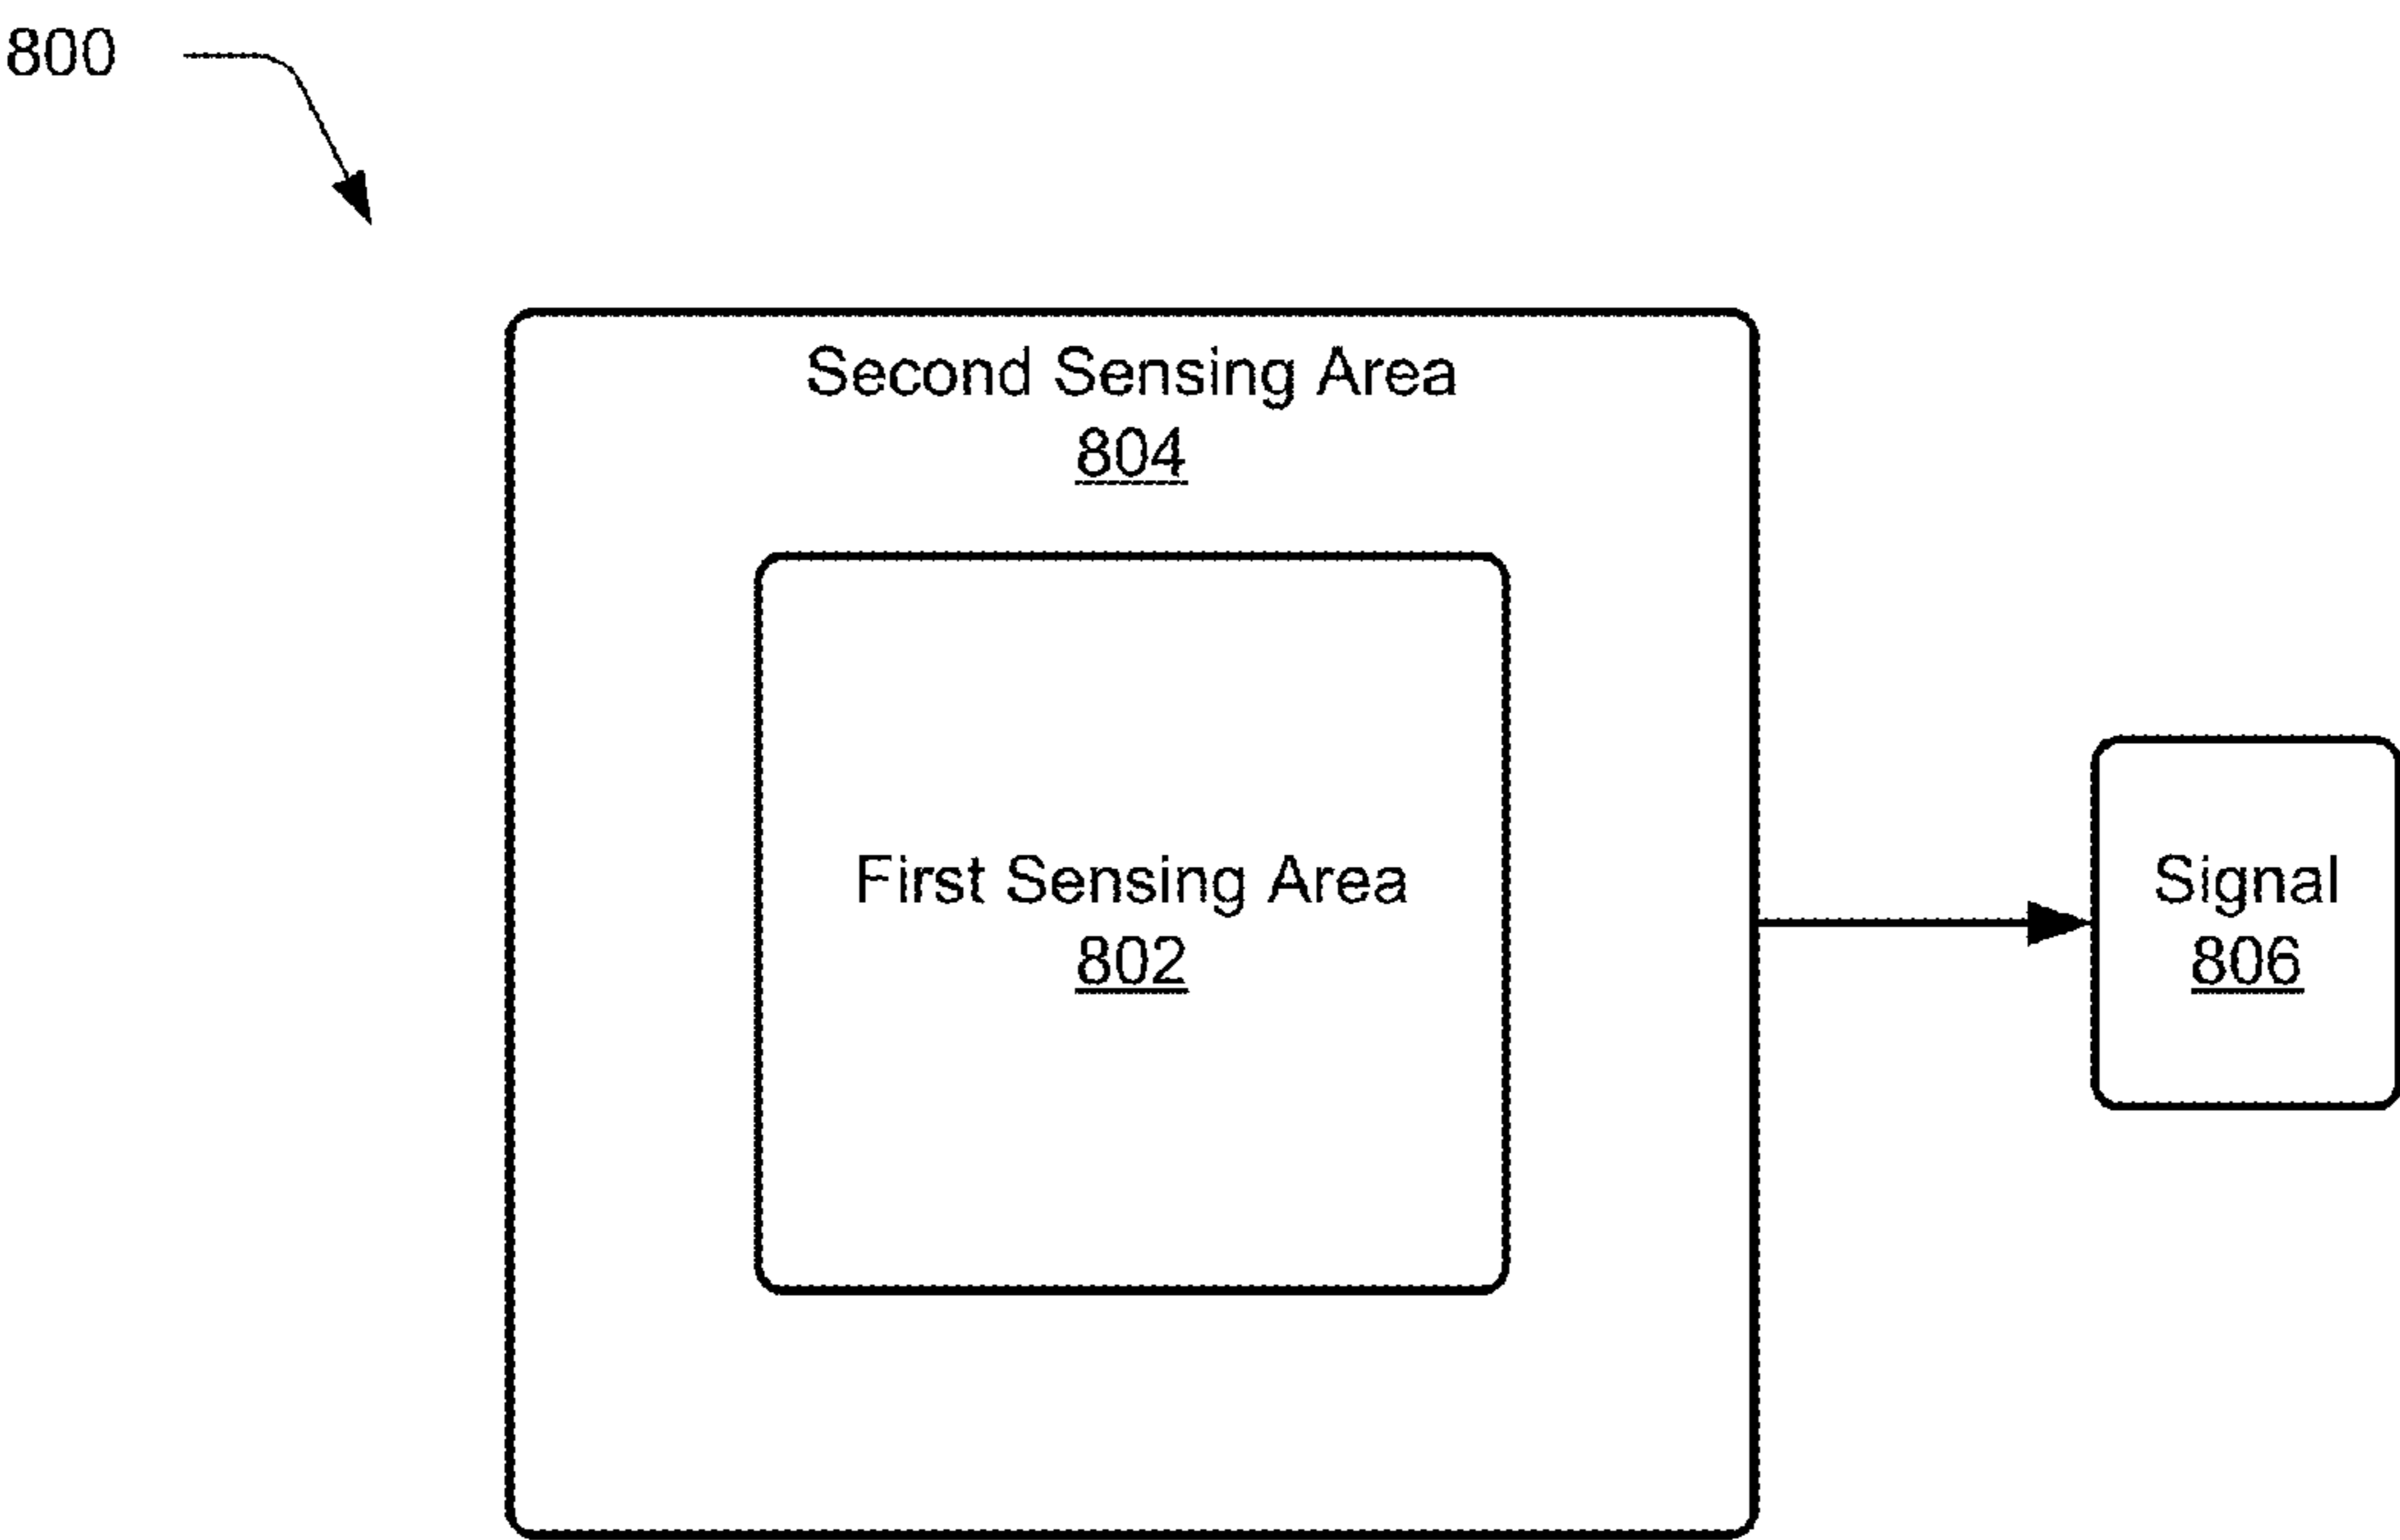 800
Second Sensing Area
804
First Sensing Area
802
Signal
806